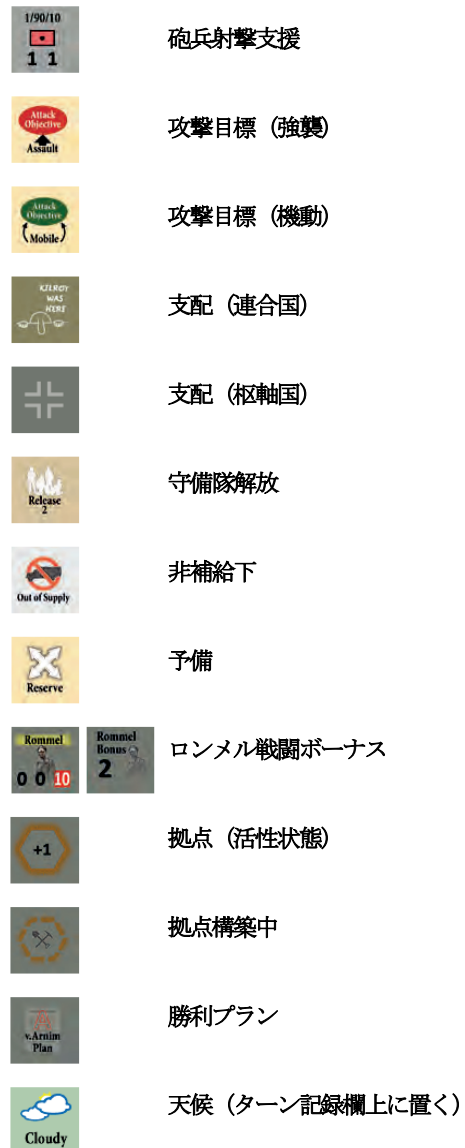 1/90/10
1 1
砲兵射撃支援
Attack
Objective
Assault
攻撃目標（強襲）
Attack
Objective
Mobile
攻撃目標（機動）
KILROY
WAS
HERE
支配（連合国）
支配（枢軸国）
Release
2
守備隊解放
Out of Supply
非補給下
Reserve
予備
Rommel
0 0 10
Rommel
Bonus
2
ロンメル戦闘ボーナス
+1
拠点（活性状態）
拠点構築中
v.Arnim
Plan
勝利プラン
Cloudy
天候（ターン記録欄上に置く）